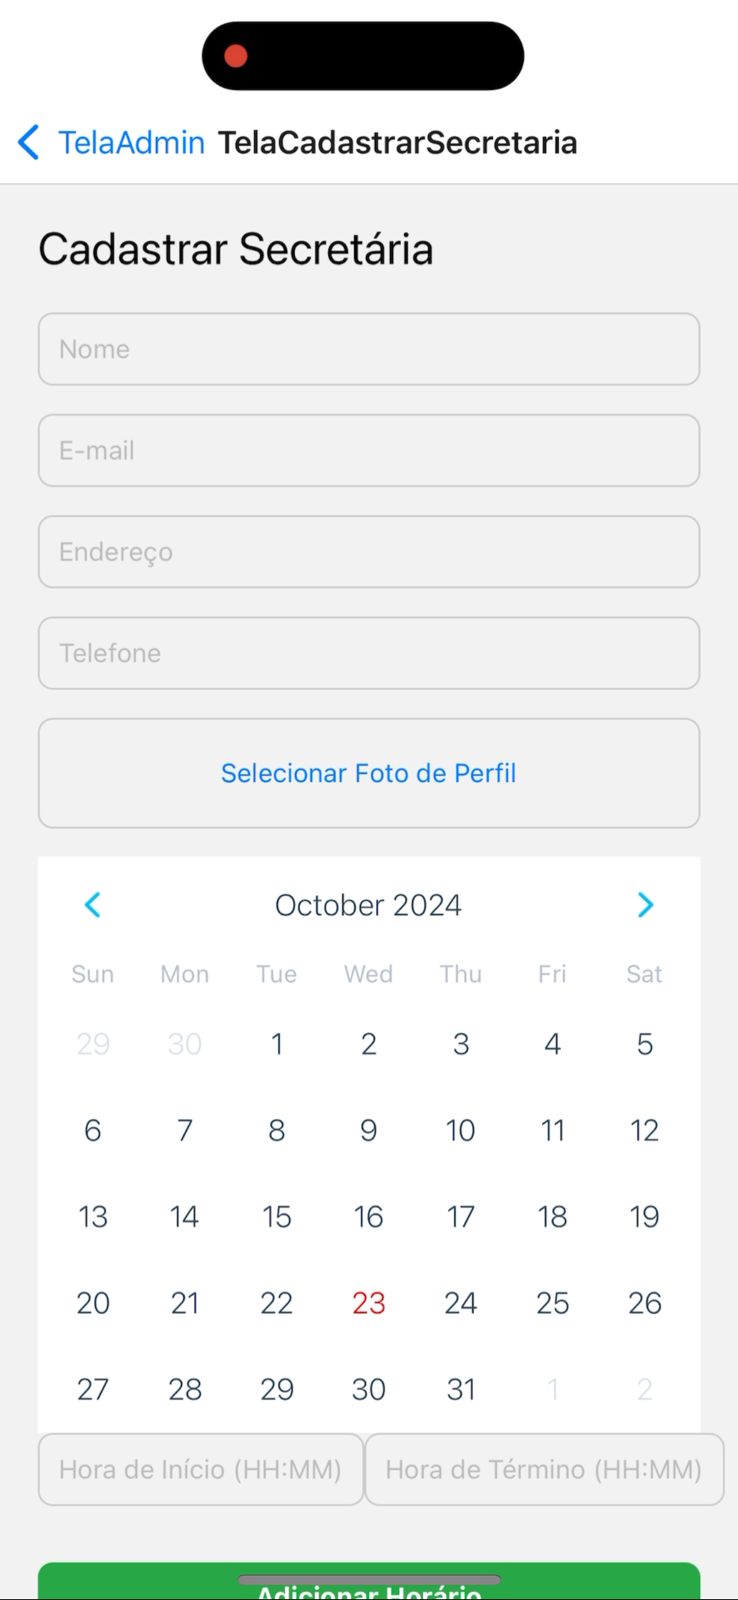 TelaAdmin TelaCadastrarSecretaria
Cadastrar Secretária
Nome
E-mail
Endereço
Telefone
Selecionar Foto de Perfil
October 2024
Sun Mon Tue Wed Thu Fri Sat
29 30 1 2 3 4 5
6 7 8 9 10 11 12
13 14 15 16 17 18 19
20 21 22 23 24 25 26
27 28 29 30 31 1 2
Hora de Início (HH:MM) Hora de Término (HH:MM)
Adicionar Horário